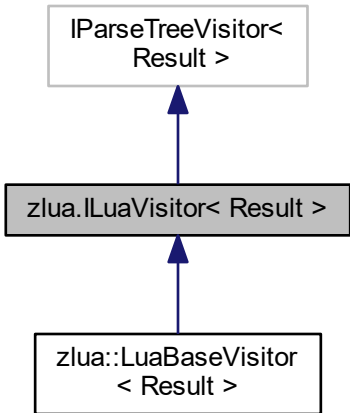 IParseTreeVisitor<
Result >
zlua.ILuaVisitor< Result >
zlua::LuaBaseVisitor
< Result >